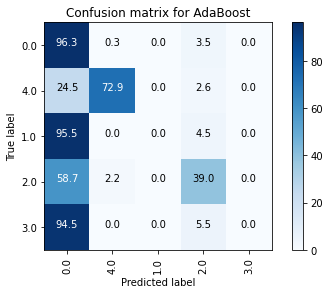 Confusion matrix for AdaBoost
0.0 96.3 0.3 0.0 3.5 0.0
4.0 24.5 72.9 0.0 2.6 0.0
1.0 95.5 0.0 0.0 4.5 0.0
2.0 58.7 2.2 0.0 39.0 0.0
3.0 94.5 0.0 0.0 5.5 0.0
True label
0.0 4.0 1.0 2.0 3.0
Predicted label
80
60
40
20
0